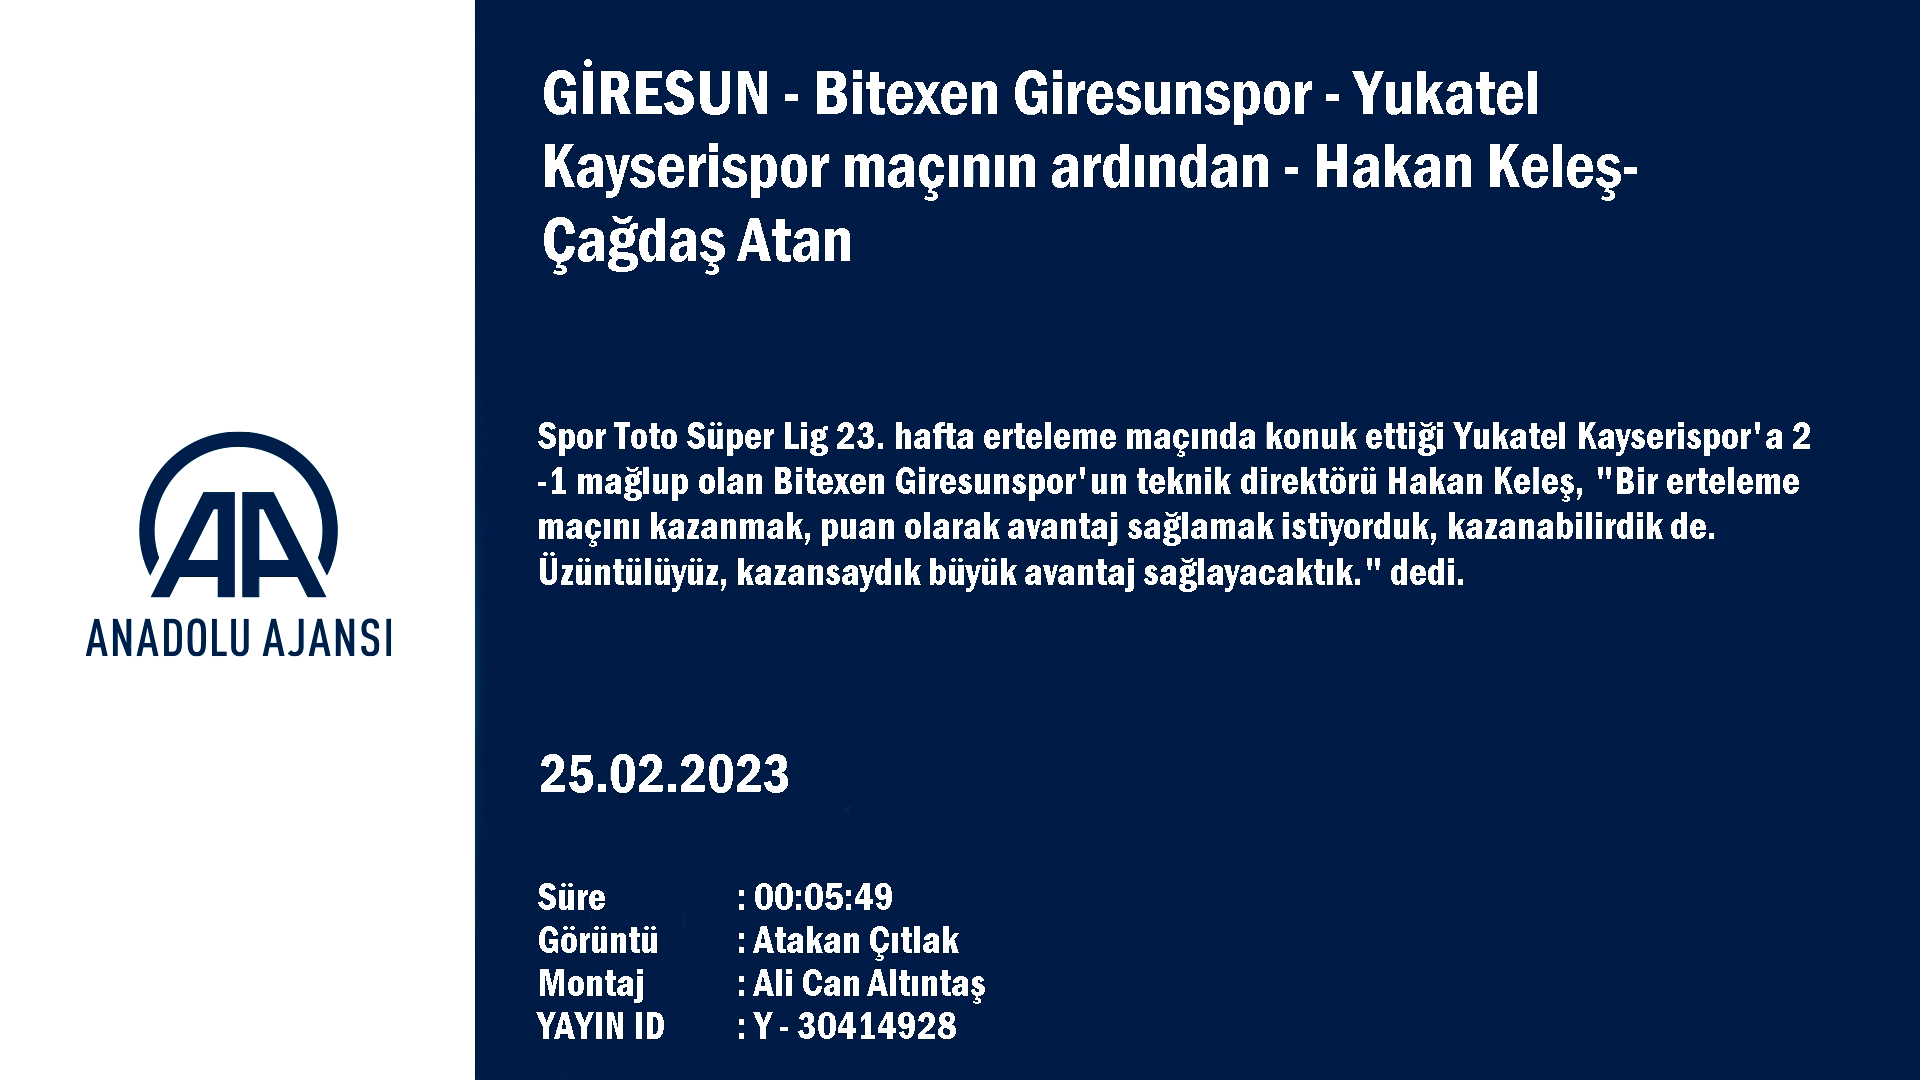 GİRESUN - Bitexen Giresunspor - Yukatel
Kayserispor maçının ardından - Hakan Keleş-
Çağdaş Atan
Spor Toto Süper Lig 23. hafta erteleme maçında konuk ettiği Yukatel Kayserispor'a 2
-1 mağlup olan Bitexen Giresunspor'un teknik direktörü Hakan Keleş, "Bir erteleme
maçını kazanmak, puan olarak avantaj sağlamak istiyorduk, kazanabilirdik de.
Üzüntülüyüz, kazansaydık büyük avantaj sağlayacaktık." dedi.
AA
ANADOLU AJANSI
25.02.2023
Süre : 00:05:49
Görüntü : Atakan Çıtlak
Montaj : Ali Can Altıntaş
YAYIN ID : Y - 30414928